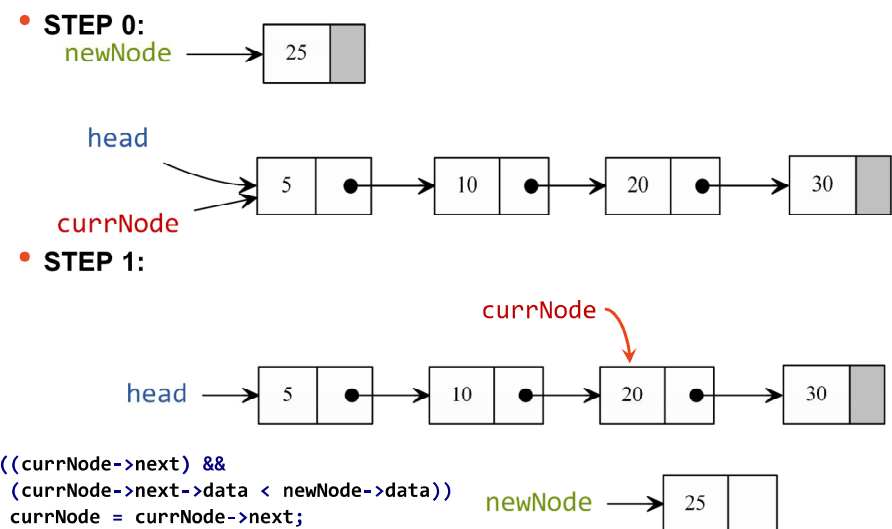 • STEP 0:
newNode
25
head
5 10 20 30
currNode
• STEP 1:
currNode
head
5 10 20 30
((currNode->next) &&
(currNode->next->data < newNode->data))
currNode = currNode->next;
newNode
25